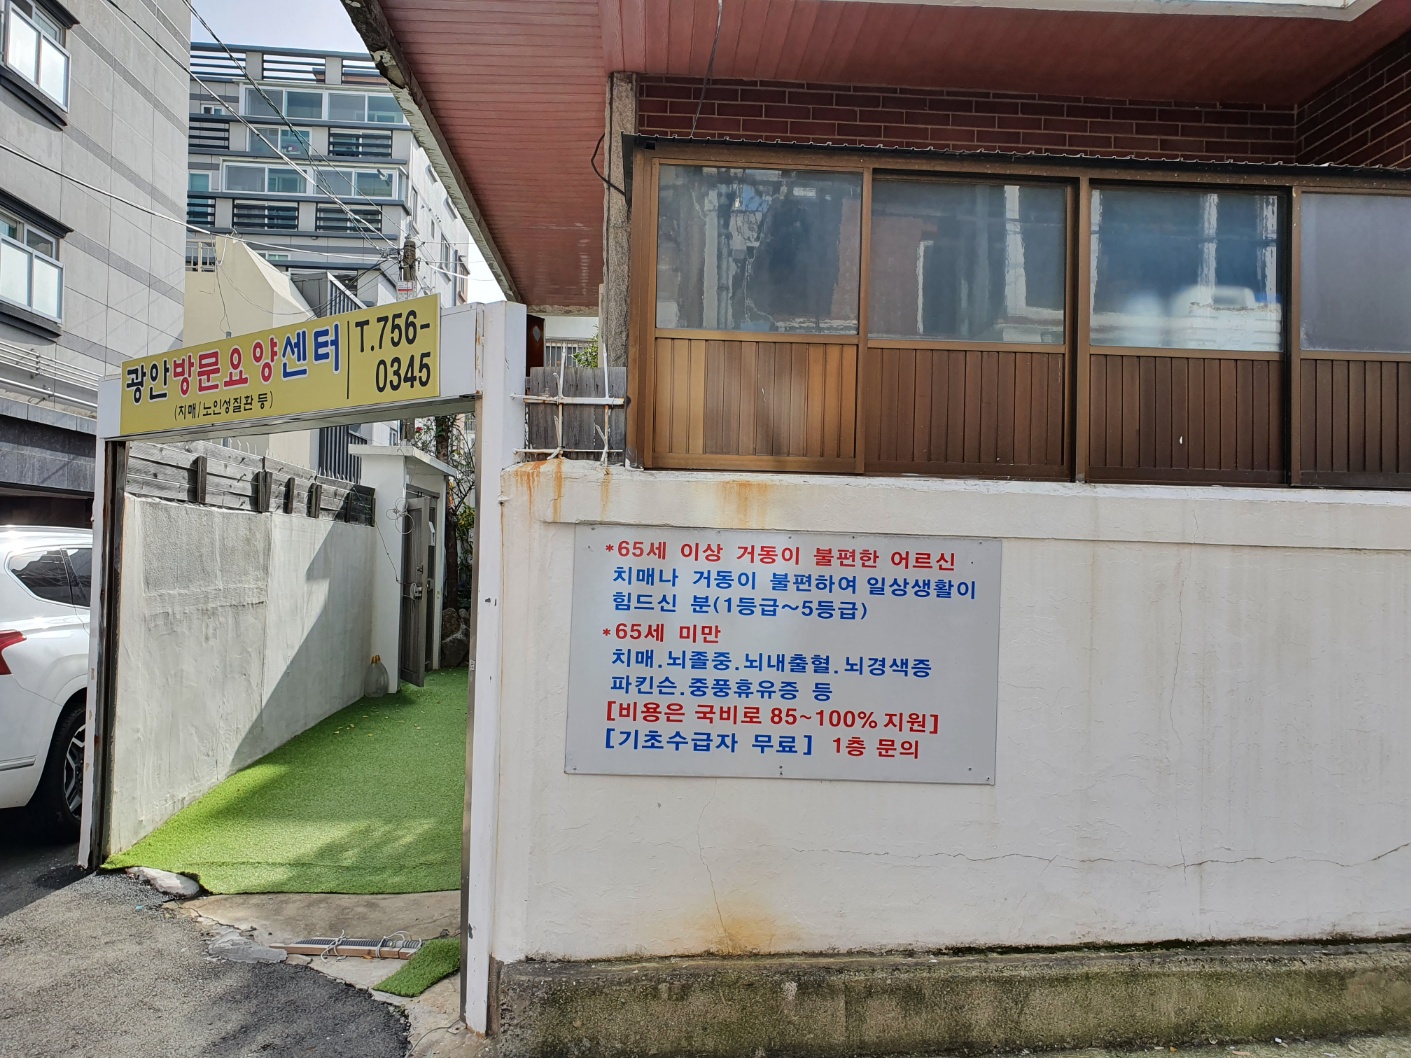 광안방문요양센터
(치매/노인성질환 등)
T.756-
0345
*65세 이상 거동이 불편한 어르신
치매나 거동이 불편하여 일상생활이
힘드신 분(1등급~5등급)
*65세 미만
치매.뇌졸중.뇌내출혈.뇌경색증
파킨슨.중풍휴유증 등
[비용은 국비로 85~100% 지원]
[기초수급자 무료] 1층 문의